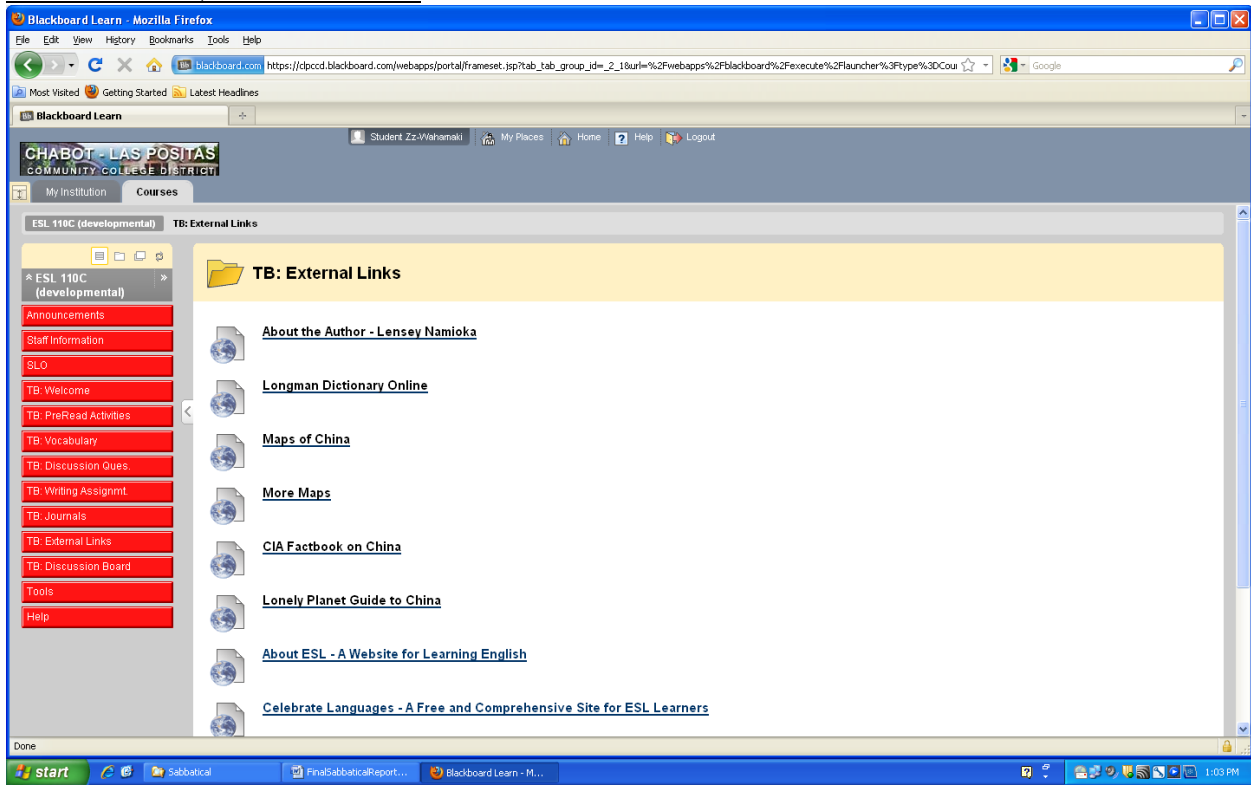 Blackboard Learn - Mozilla Firefox
File Edit View History Bookmarks Tools Help
blackboard.com https://clpccd.blackboard.com/webapps/portal/frameset.jsp?tab_tab_group_id=_2_1&url=%2Fwebapps%2Fblackboard%2Fexecute%2Flauncher%3Ftype%3DCour Google
Most Visited Getting Started Latest Headlines
Blackboard Learn
Student Zz-Wahamaki My Places Home Help Logout
CHABOT - LAS POSITAS
COMMUNITY COLLEGE DISTRICT
My Institution Courses
ESL 110C (developmental) TB: External Links
ESL 110C
(developmental)
Announcements
Staff Information
SLO
TB: Welcome
TB: PreRead Activities
TB: Vocabulary
TB: Discussion Ques.
TB: Writing Assignmt.
TB: Journals
TB: External Links
TB: Discussion Board
Tools
Help
TB: External Links
About the Author - Lensey Namioka
Longman Dictionary Online
Maps of China
More Maps
CIA Factbook on China
Lonely Planet Guide to China
About ESL - A Website for Learning English
Celebrate Languages - A Free and Comprehensive Site for ESL Learners
Done
start Sabbatical FinalSabbaticalReport... Blackboard Learn - M... 1:03 PM